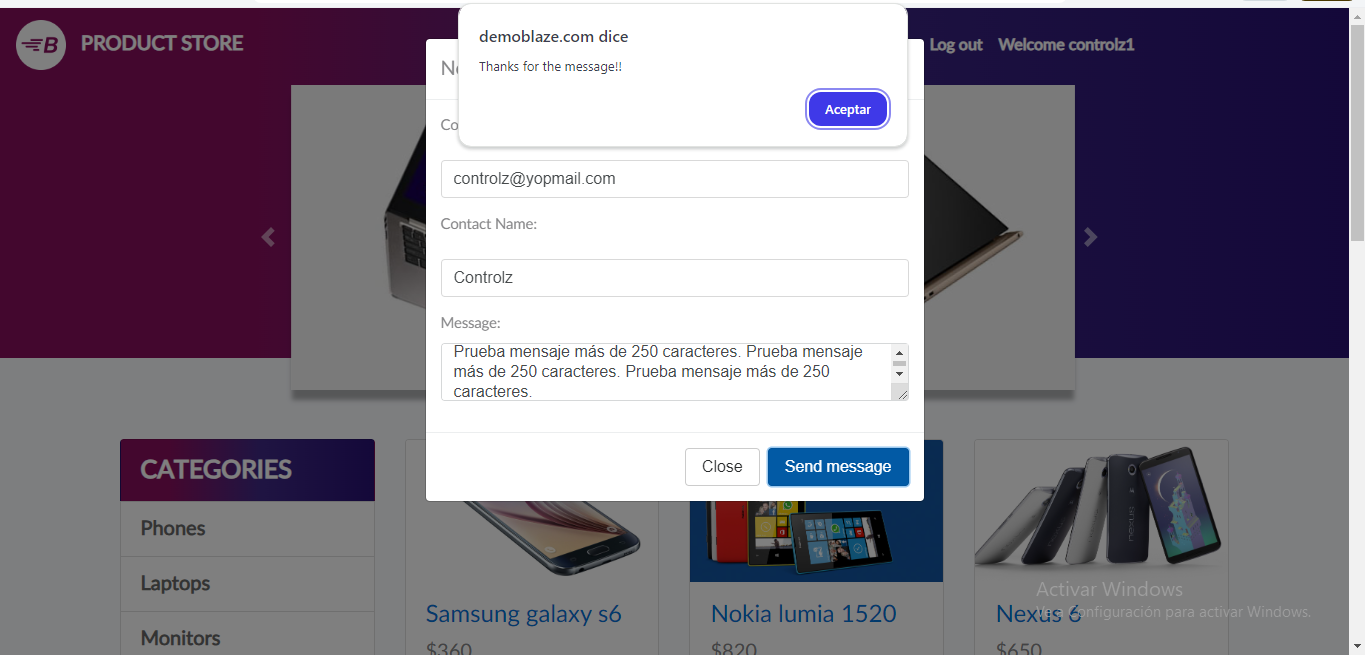 demoblaze.com dice
Thanks for the message!!
Aceptar
PRODUCT STORE
Log out
Welcome controlz1
controlz@yopmail.com
Contact Name:
Controlz
Message:
Prueba mensaje más de 250 caracteres. Prueba mensaje
más de 250 caracteres. Prueba mensaje más de 250
caracteres.
Close
Send message
CATEGORIES
Phones
Laptops
Monitors
Samsung galaxy s6
$360
Nokia lumia 1520
$820
Nexus 6
$650
Activar Windows
Configuración para activar Windows.